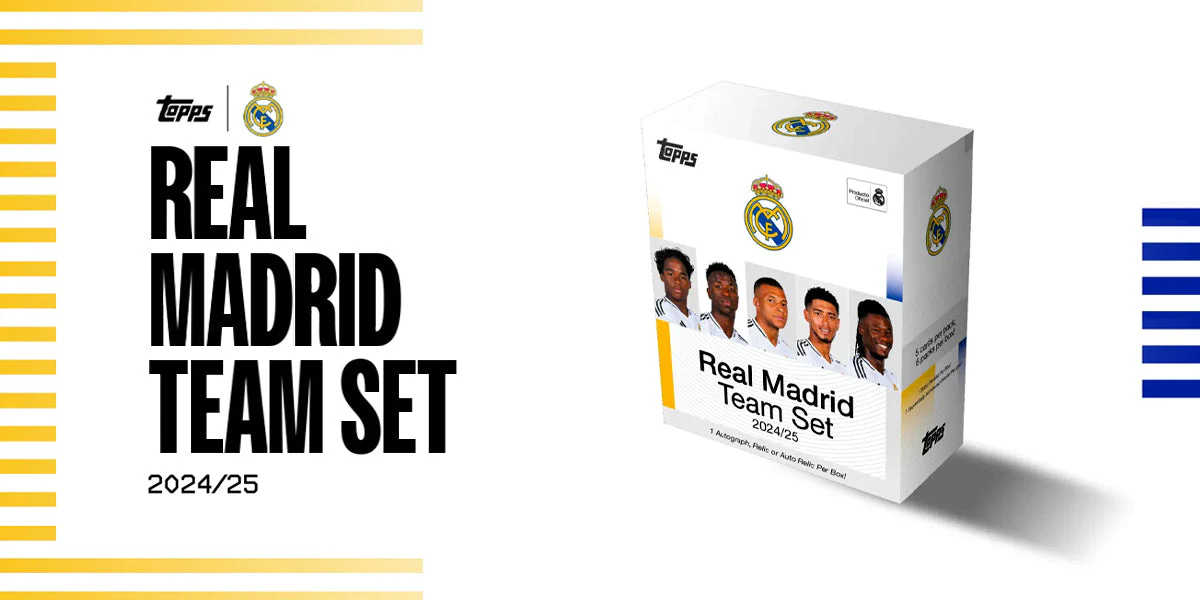 Topps
REAL
MADRID
TEAM SET
2024/25
Topps
Producto
Oficial
Real Madrid
Team Set
2024/25
1 Autograph, Relic or Auto Relic Per Box!
5 cards per pack,
6 packs per box!
Topps